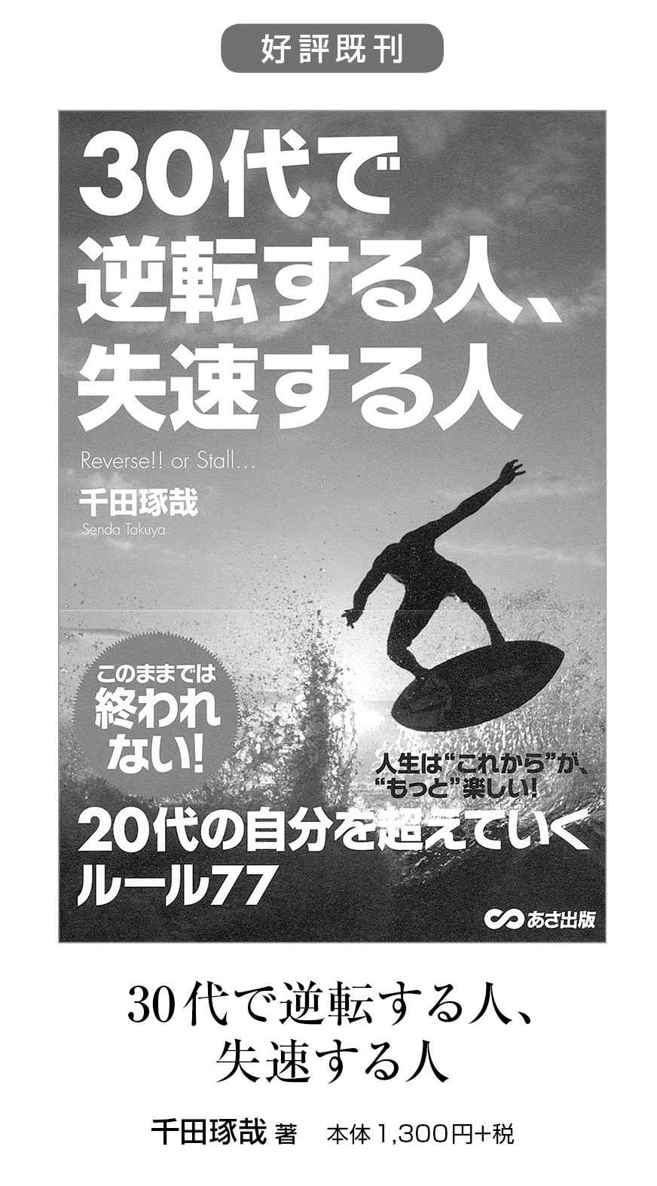 好評既刊
30代で
逆転する人、
失速する人
Reverse!! or Stall...
千田琢哉
Senda Takuya
このままでは
終われ
ない!
人生は“これから”が、
“もっと”楽しい!
20代の自分を超えていく
ルール77
あさ出版
30代で逆転する人、
失速する人
千田琢哉 著 本体1,300円+税